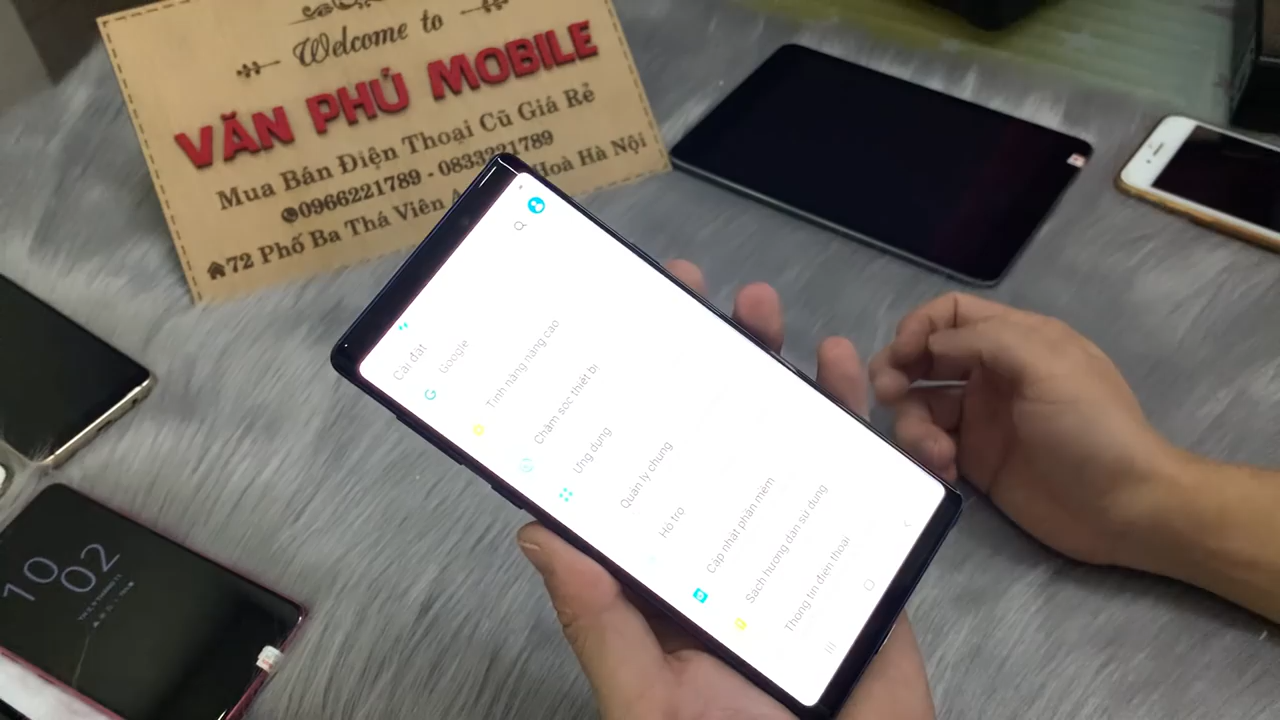 Welcome to
VĂN PHÚ MOBILE
Mua Bán Điện Thoại Cũ Giá Rẻ
0966221789 - 0833221789
72 Phố Ba Thá Viên A Hoà Hà Nội
Cài đặt
G Google
Tính năng nâng cao
Chăm sóc thiết bị
Ứng dụng
Quản lý chung
Hỗ trợ
Cập nhật phần mềm
Sách hướng dẫn sử dụng
Thông tin điện thoại
10
02